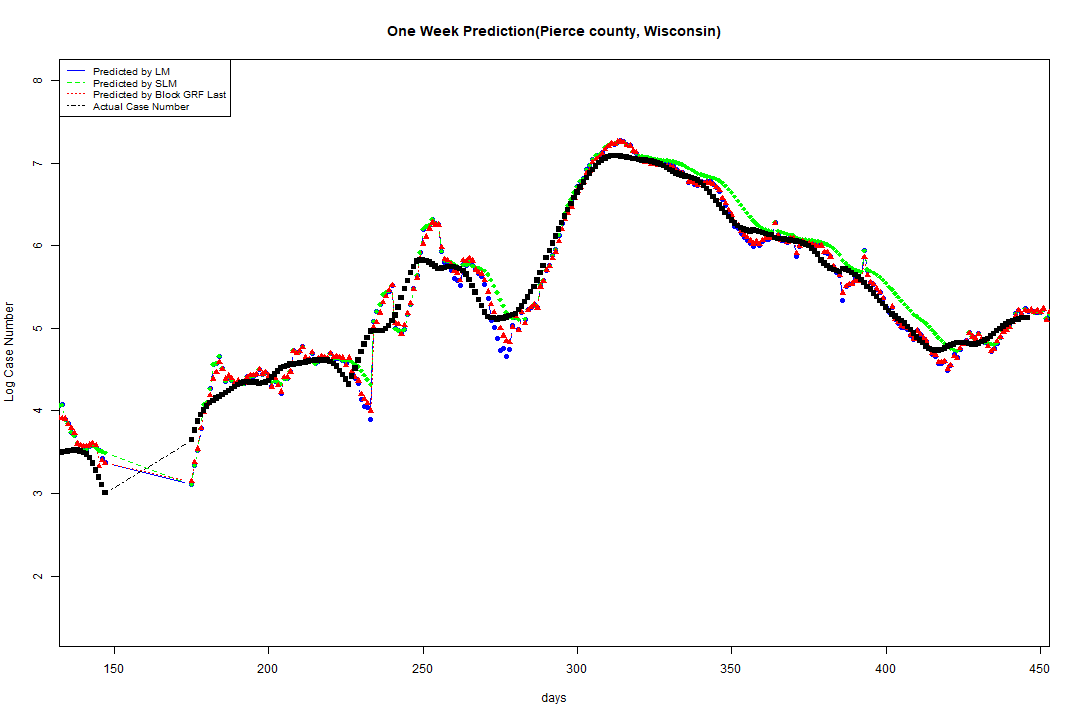 One Week Prediction(Pierce county, Wisconsin)
Predicted by LM
Predicted by SLM
Predicted by Block GRF Last
Actual Case Number
8
7
6
5
4
3
2
Log Case Number
150 200 250 300 350 400 450
days